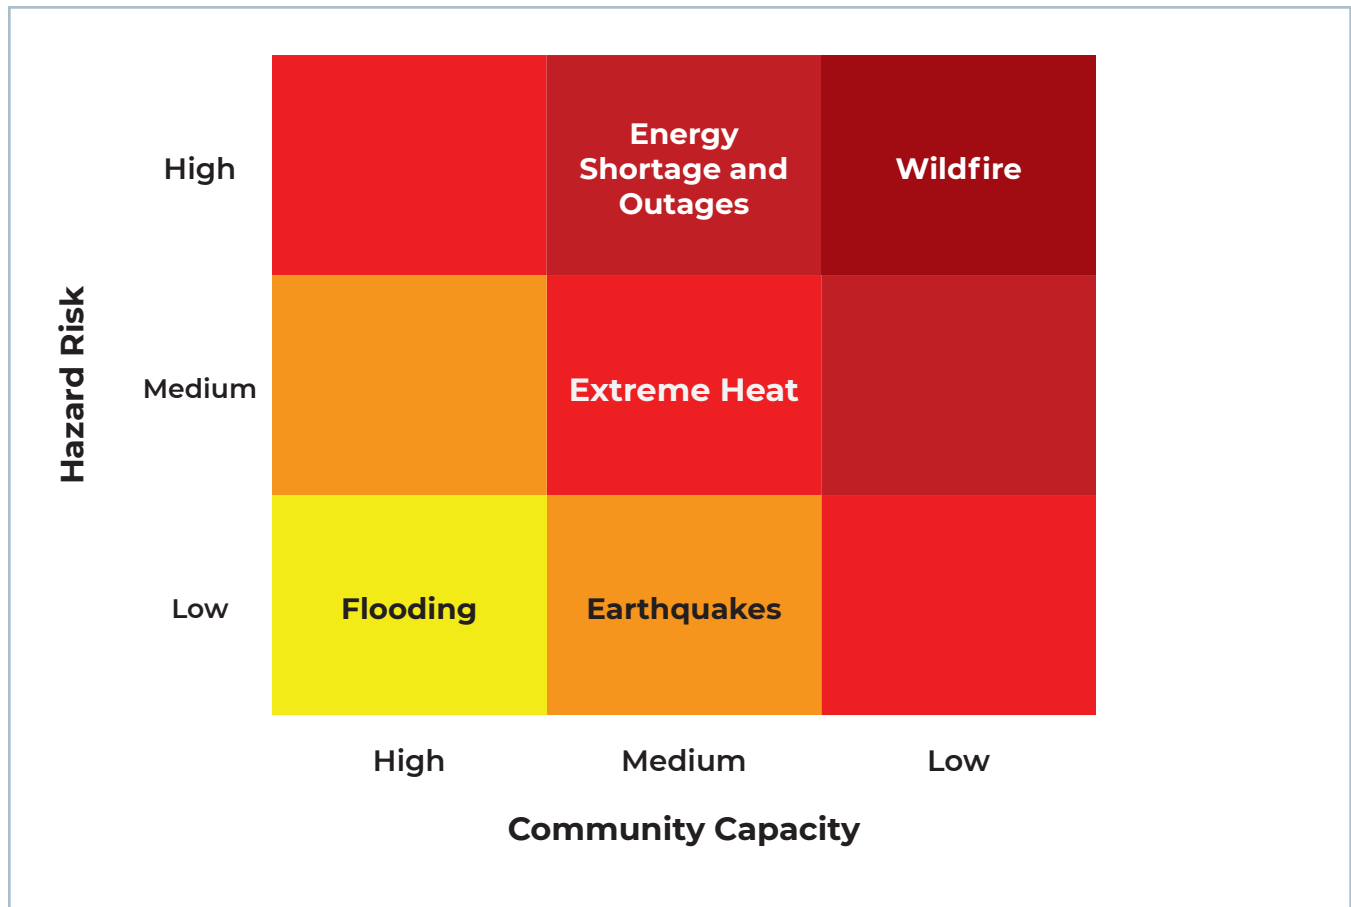 Energy
Shortage and
Outages
Wildfire
High
Hazard Risk
Medium
Extreme Heat
Low
Flooding
Earthquakes
High
Medium
Low
Community Capacity